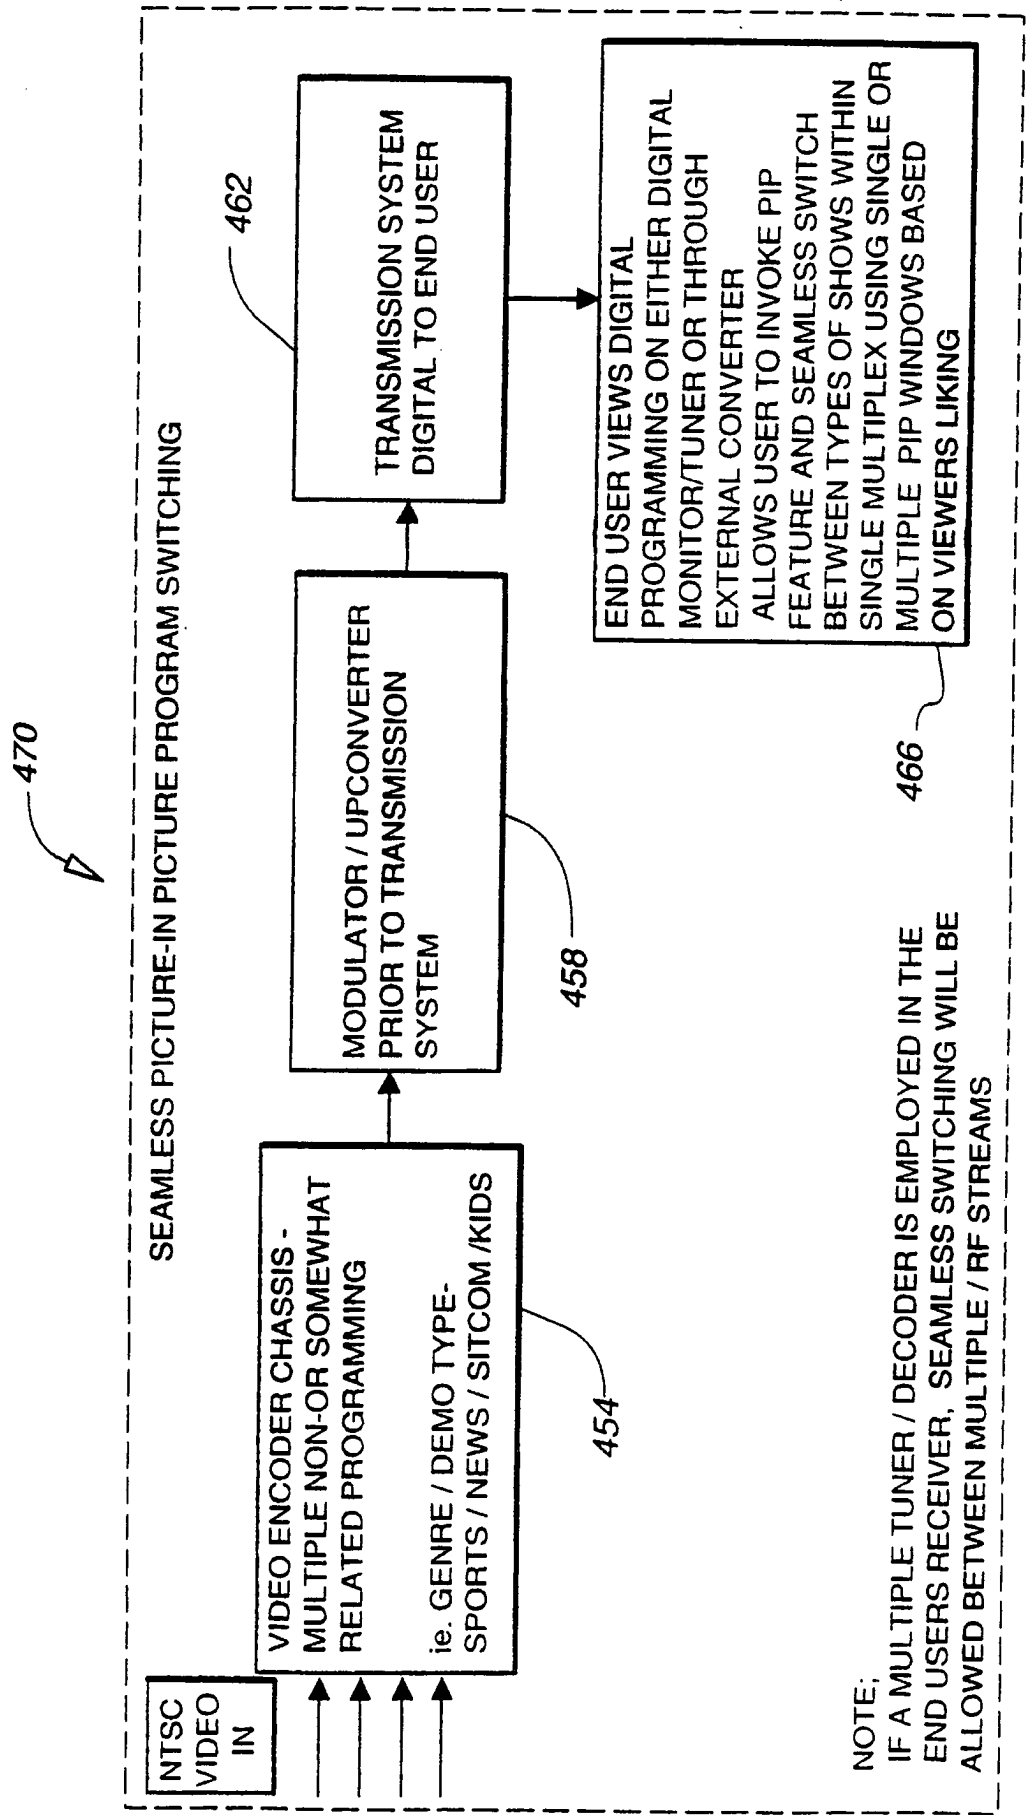 470
SEAMLESS PICTURE-IN PICTURE PROGRAM SWITCHING
NTSC
VIDEO
IN
VIDEO ENCODER CHASSIS -
MULTIPLE NON-OR SOMEWHAT
RELATED PROGRAMMING
ie. GENRE / DEMO TYPE-
SPORTS / NEWS / SITCOM /KIDS
454
MODULATOR / UPCONVERTER
PRIOR TO TRANSMISSION
SYSTEM
458
TRANSMISSION SYSTEM
DIGITAL TO END USER
462
END USER VIEWS DIGITAL
PROGRAMMING ON EITHER DIGITAL
MONITOR/TUNER OR THROUGH
EXTERNAL CONVERTER
ALLOWS USER TO INVOKE PIP
FEATURE AND SEAMLESS SWITCH
BETWEEN TYPES OF SHOWS WITHIN
SINGLE MULTIPLEX USING SINGLE OR
MULTIPLE PIP WINDOWS BASED
ON VIEWERS LIKING
466
NOTE;
IF A MULTIPLE TUNER / DECODER IS EMPLOYED IN THE
END USERS RECEIVER, SEAMLESS SWITCHING WILL BE
ALLOWED BETWEEN MULTIPLE / RF STREAMS